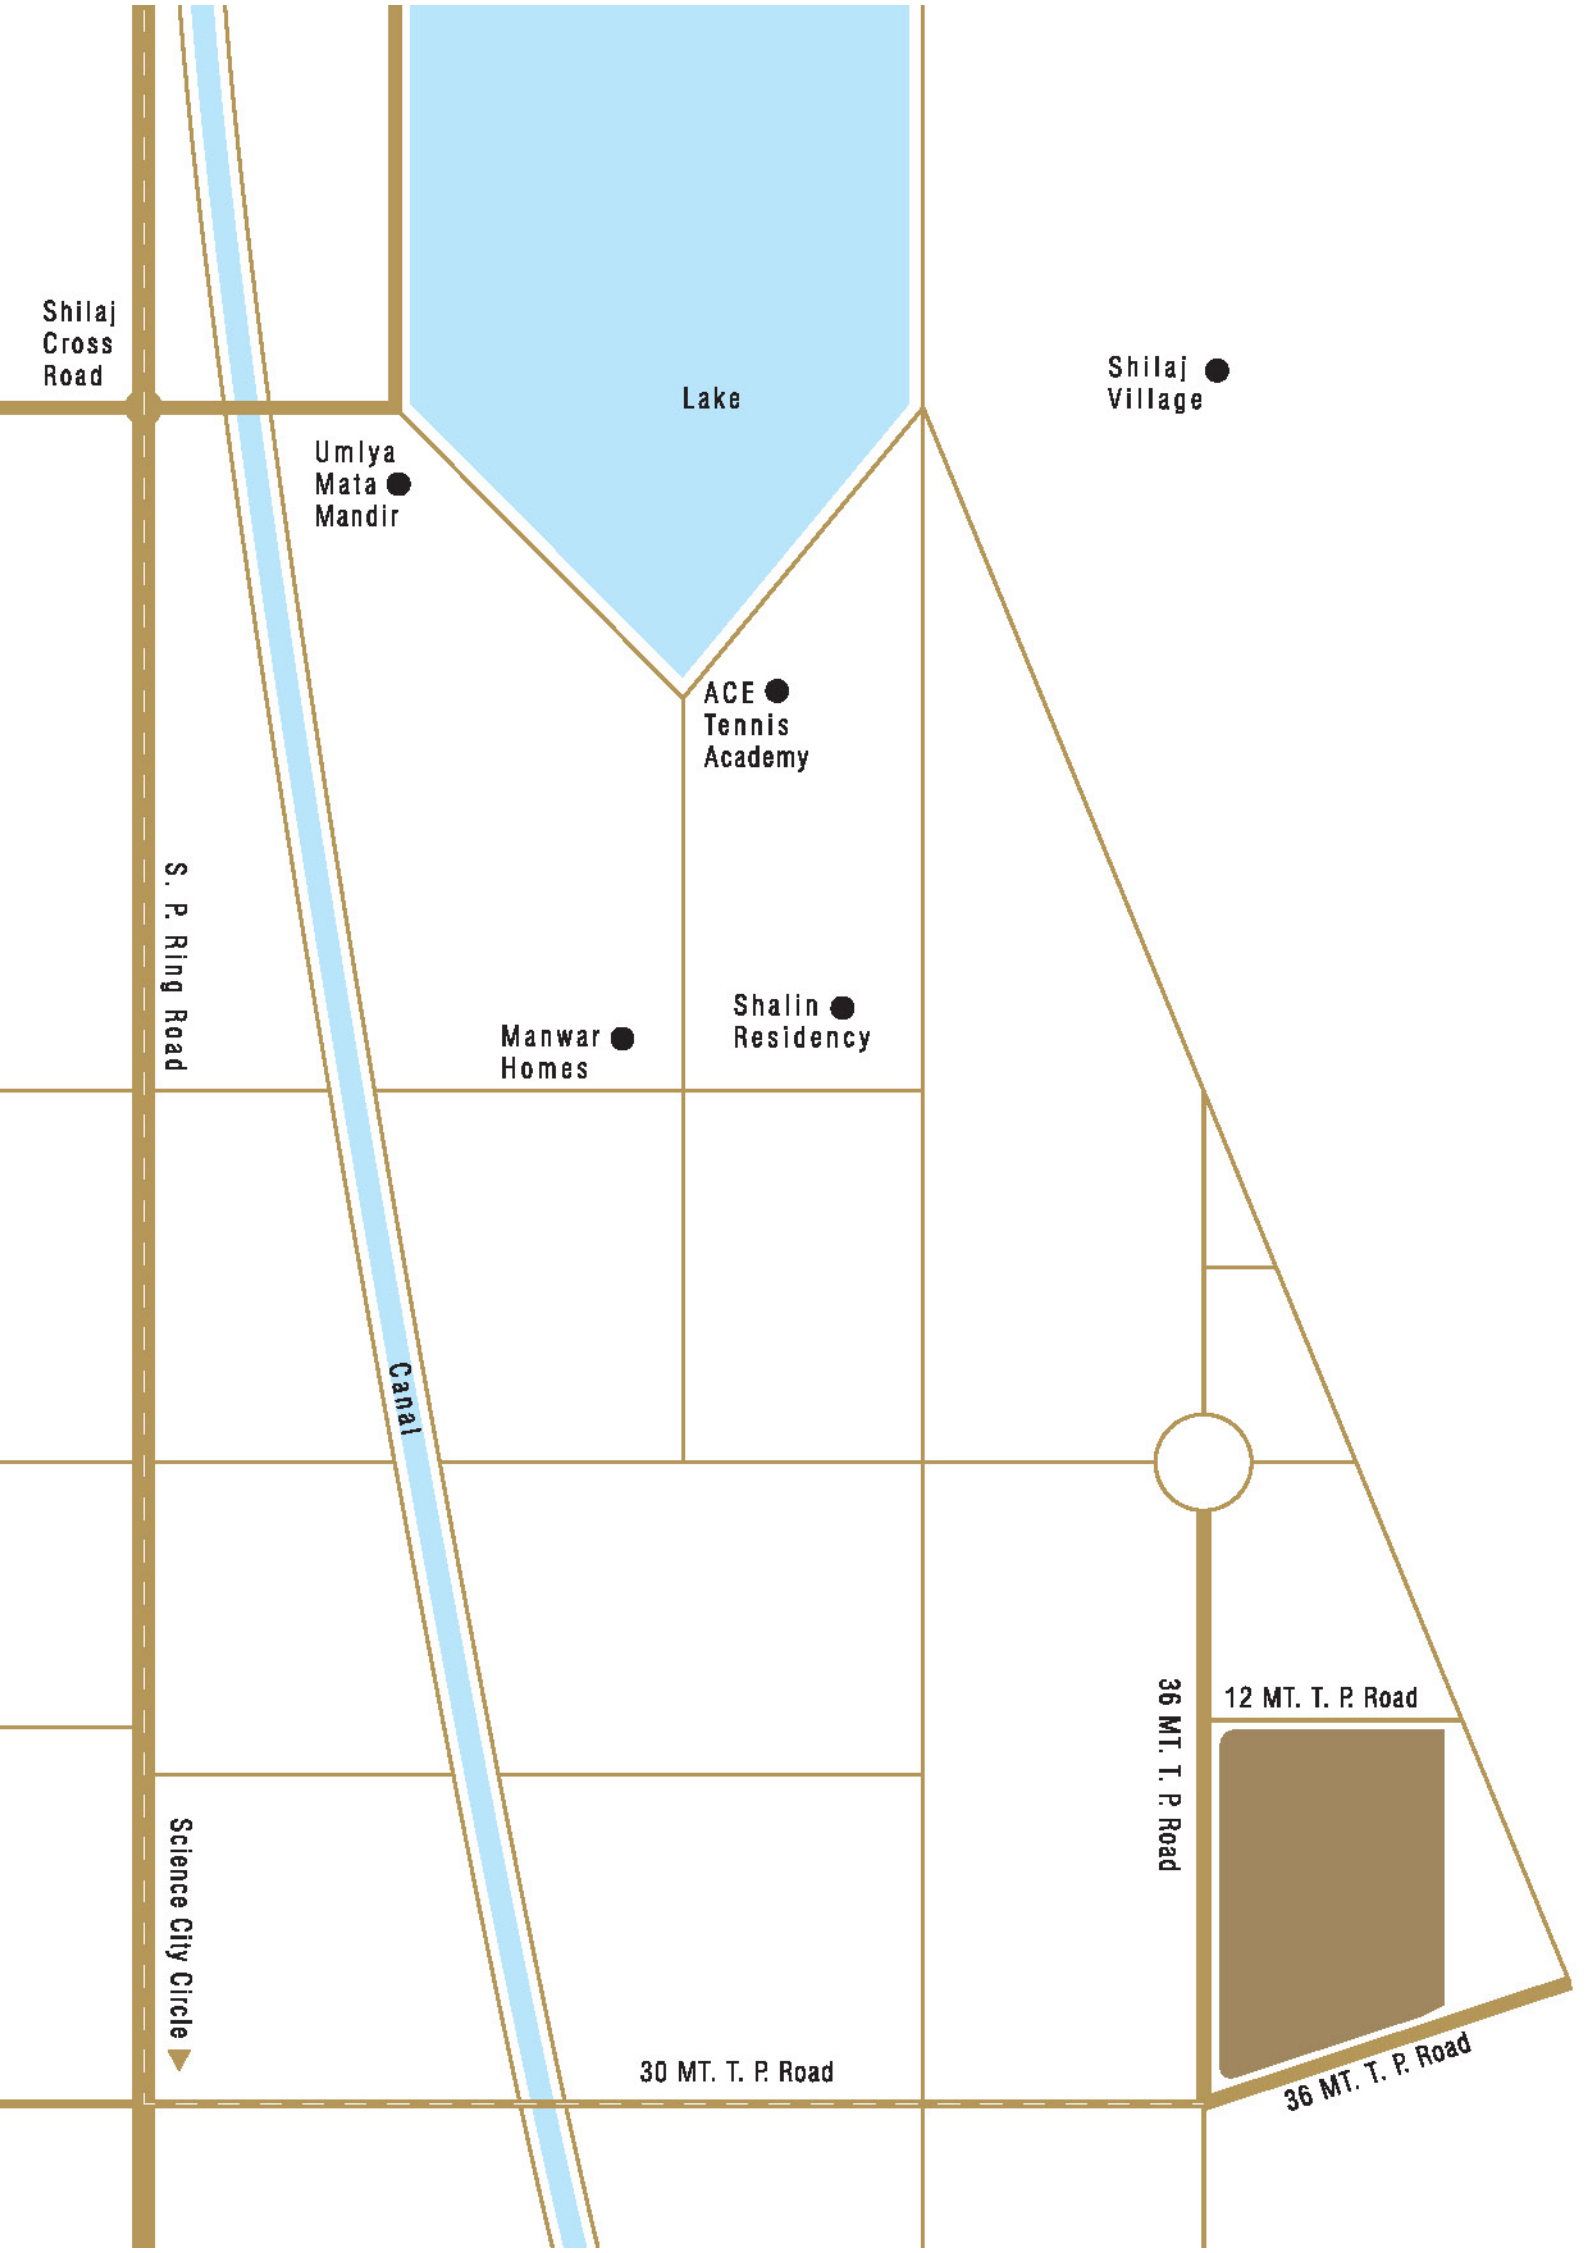 Shilaj
Cross
Road
Shilaj
Village
Lake
Umiya
Mata
Mandir
ACE
Tennis
Academy
S. P. Ring Road
Shalin
Residency
Manwar
Homes
Canal
36 MT. T. P. Road
12 MT. T. P. Road
Science City Circle
30 MT. T. P. Road
36 MT. T. P. Road